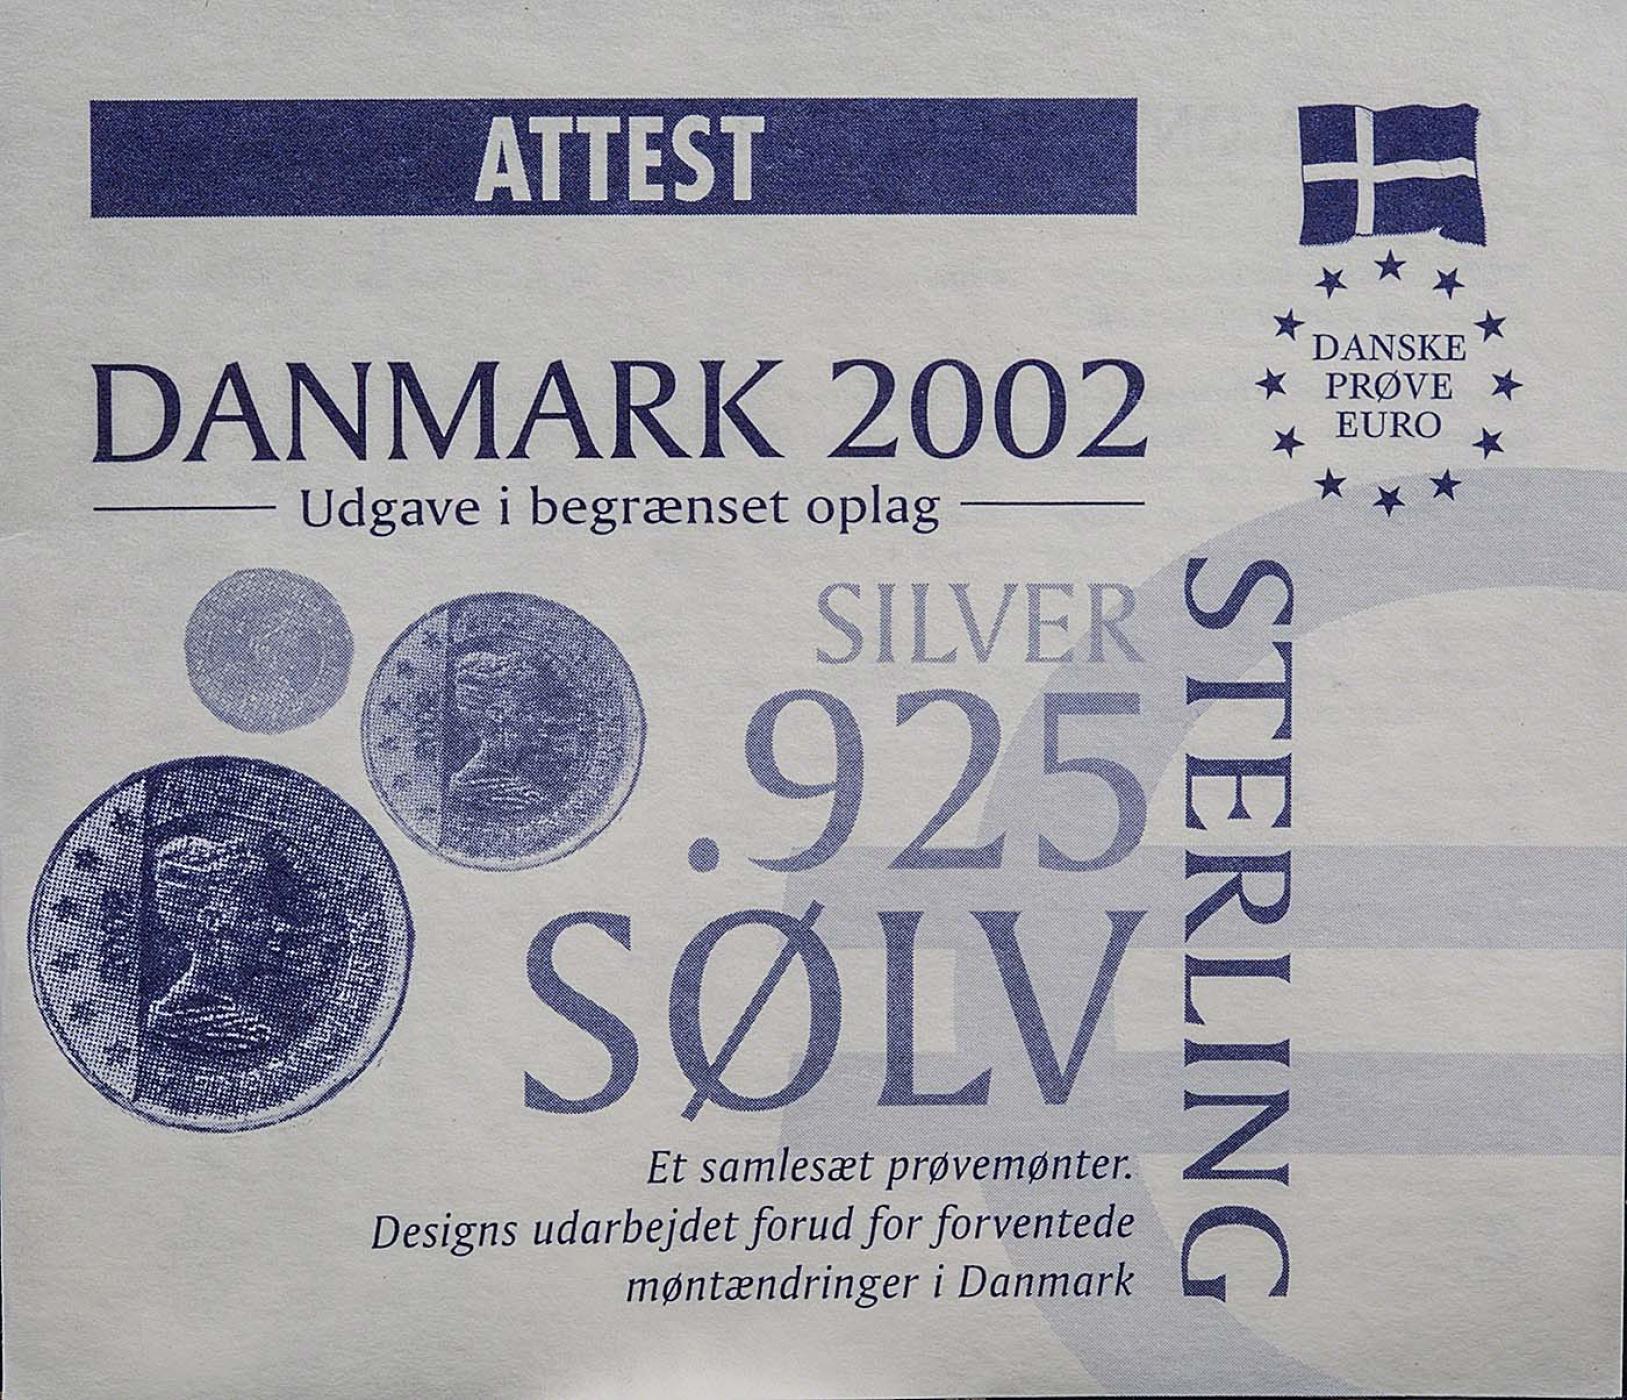 ATTEST
DANMARK 2002
Udgave i begrænset oplag
DANSKE
PRØVE
EURO
SILVER
.925
SØLV
STERLING
Et samlesæt prøvemønter.
Designs udarbejdet forud for forventede
møntændringer i Danmark